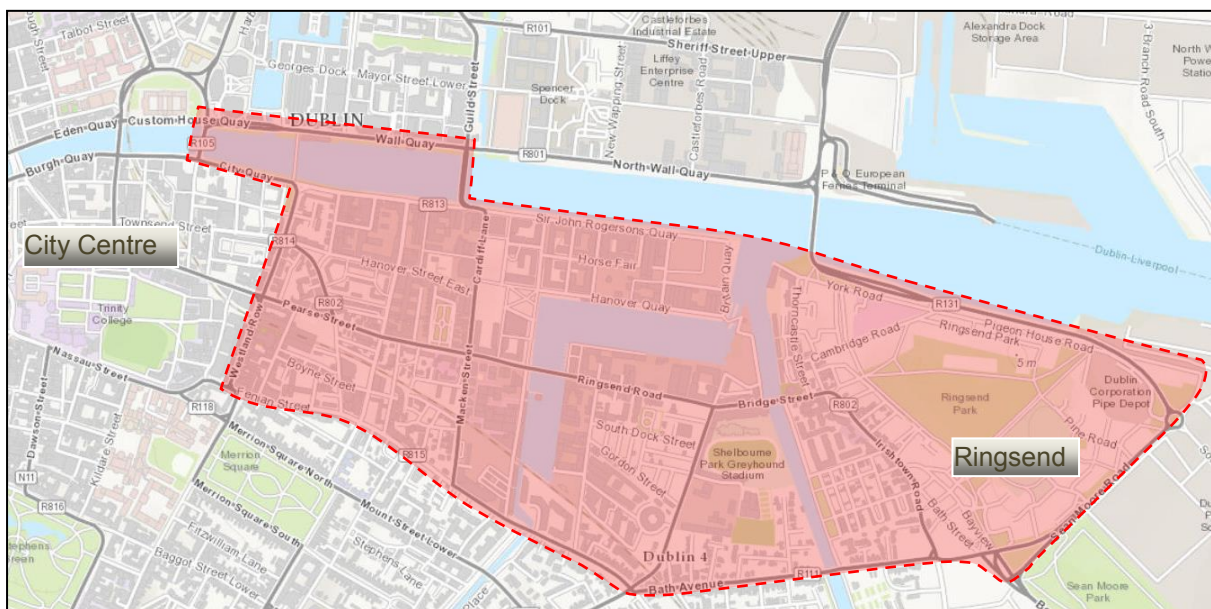 Talbot Street
Castleforbes
Industrial Estate
R101
Sheriff Street Upper
Liffey
Enterprise
Centre
Alexandra Dock
Storage Area
3 Branch Road South
Georges Dock
Mayor Street Lower
Guild Street
Spencer
Dock
New Wapping Street
Castleforbes Road
Eden Quay
Custom House Quay
DUBLIN
Wall Quay
R801
North Wall Quay
Burgh Quay
R105
City Quay
P & O European
Ferries Terminal
Townsend Street
R813
Sir John Rogersons Quay
Dublin-Liverpool
City Centre
R814
Hanover Street East
Cardiff Lane
Horse Fair
Hanover Quay
Britain Quay
R802
Pearse Street
York Road
R131
Thorncastle Street
Cambridge Road
Ringsend Park
Pigeon House Road
5 m
Trinity
College
Westland Row
Nassau Street
Boyne Street
Macken Street
Ringsend Road
Bridge Street
R802
Ringsend
Park
Dublin
Corporation
Pipe Depot
Fenian Street
R118
Dawson Street
Kildare Street
Merrion
Square
Merrion Square North
R815
South Dock Street
Gordon Street
Shelbourne
Park Greyhound
Stadium
Irishtown Road
Pine Road
Ringsend
N11
R816
Merrion Square South
Mount Street Lower
Fitzwilliam Lane
Stephens Lane
Baggot Street Lower
Place
Bath Street
Bayview
Sean Moore Road
Dublin 4
Bath Avenue
R111
Sean Moore
Park